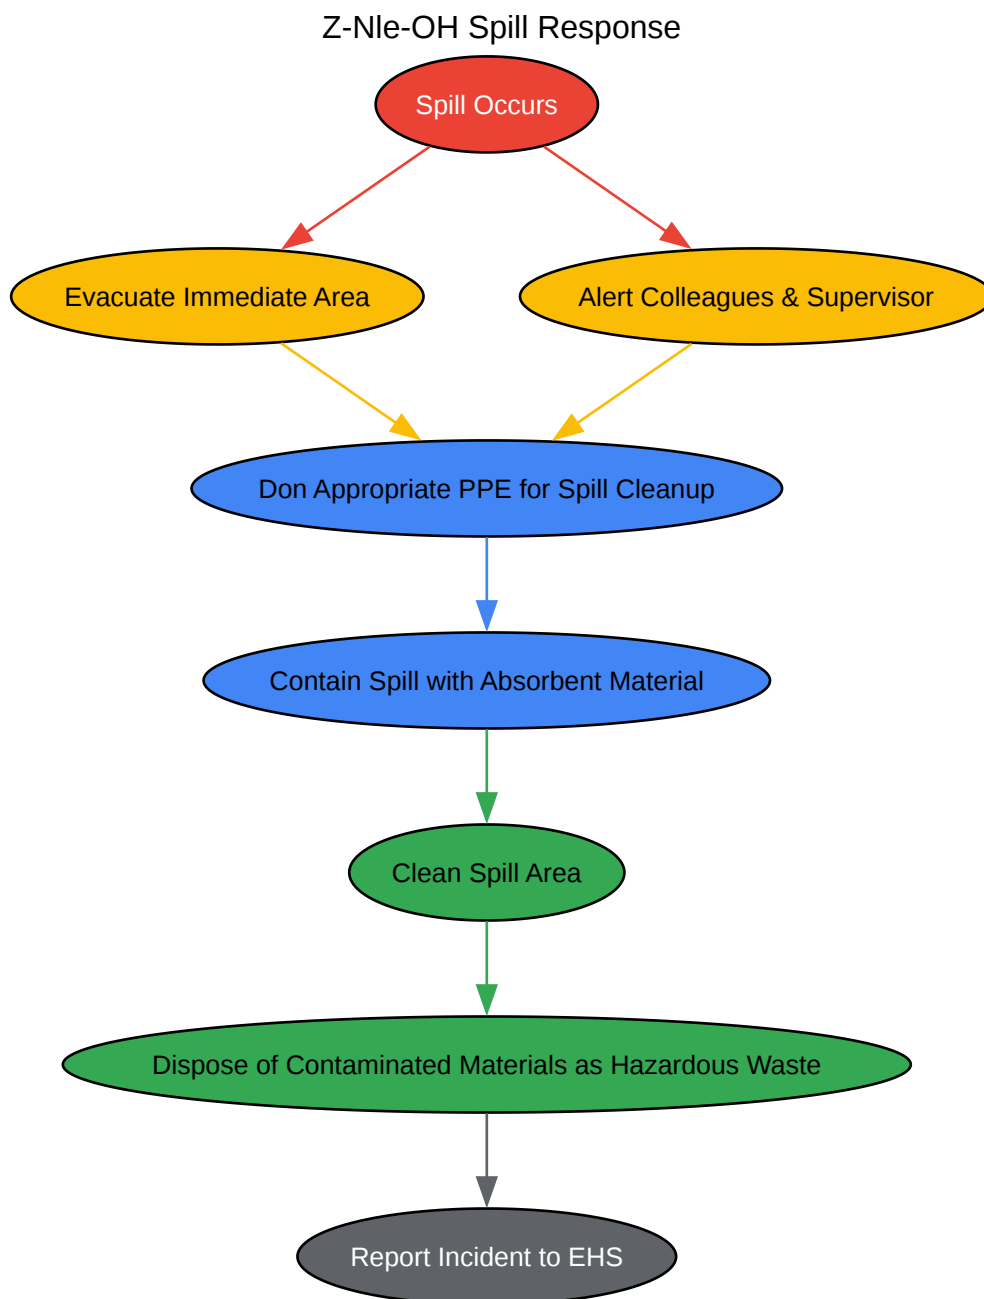 Z-Nle-OH Spill Response
Spill Occurs
Evacuate Immediate Area
Alert Colleagues & Supervisor
Don Appropriate PPE for Spill Cleanup
Contain Spill with Absorbent Material
Clean Spill Area
Dispose of Contaminated Materials as Hazardous Waste
Report Incident to EHS